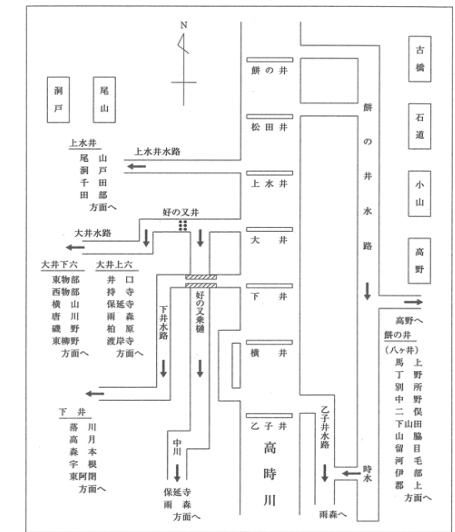 N
古橋
石道
小山
高野
洞戸
尾山
餅の井
松田井
上水井
大井
下井
横井
乙子井
高時川
餅の井水路
上水井
尾山
洞戸
千田
田部
方面へ
上水井水路
好の又井
大井水路
大井下六
東物部
西物部
横山
唐川
磯野
東柳野
方面へ
大井上六
井口
持寺
保延寺
雨森
柏原
渡岸寺
方面へ
下井水路
好の又乗樋
下井
落川
高月
森本
宇根
東阿閉
方面へ
中川
保延寺
雨森
方面へ
乙子井水路
時水
雨森へ
高野へ
餅の井
(八ヶ井)
馬上
丁野
別所
中野
二俣
下山田
山脇
留目
河毛
伊部
郡上
方面へ